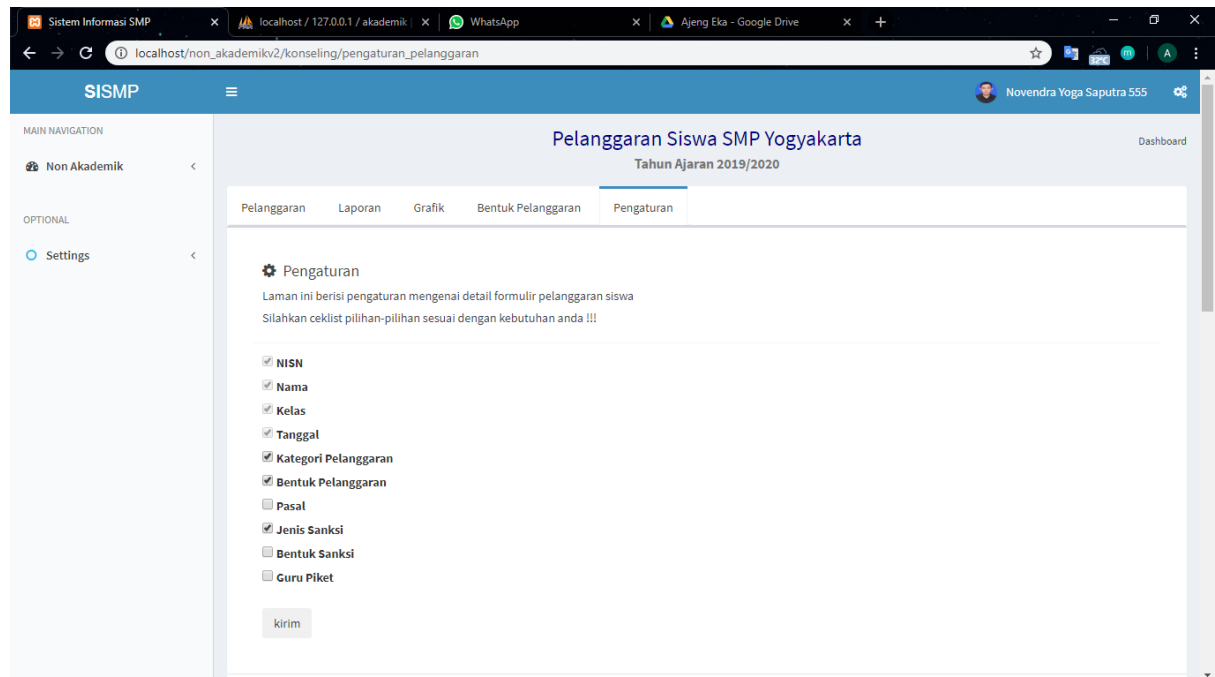 Sistem Informasi SMP
localhost / 127.0.0.1 / akademik |
WhatsApp
Ajeng Eka - Google Drive
localhost/non_akademikv2/konseling/pengaturan_pelanggaran
32°C
m
A
SISMP
Novendra Yoga Saputra 555
MAIN NAVIGATION
Non Akademik
OPTIONAL
Settings
Pelanggaran Siswa SMP Yogyakarta
Dashboard
Tahun Ajaran 2019/2020
Pelanggaran Laporan Grafik Bentuk Pelanggaran Pengaturan
Pengaturan
Laman ini berisi pengaturan mengenai detail formulir pelanggaran siswa
Silahkan ceklist pilihan-pilihan sesuai dengan kebutuhan anda !!!
NISN
Nama
Kelas
Tanggal
Kategori Pelanggaran
Bentuk Pelanggaran
Pasal
Jenis Sanksi
Bentuk Sanksi
Guru Piket
kirim